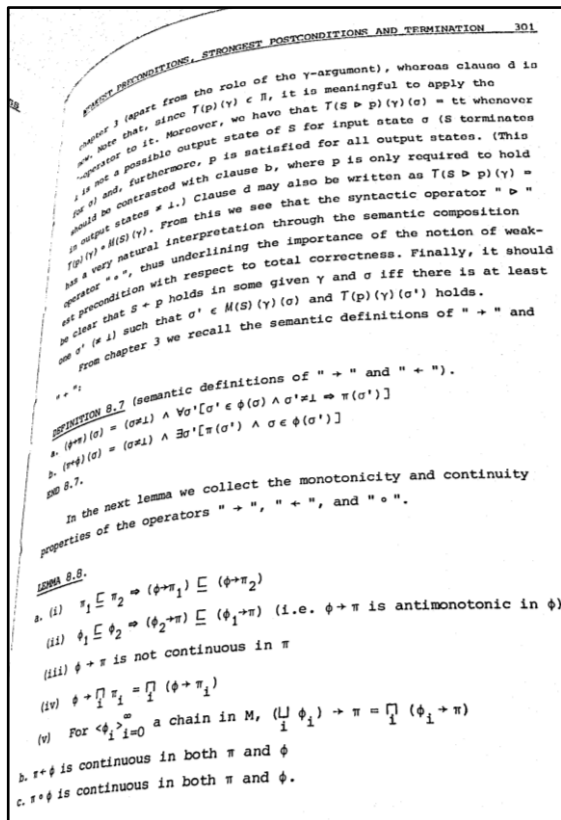 WEAKEST PRECONDITIONS, STRONGEST POSTCONDITIONS AND TERMINATION 301
chapter 3 (apart from the role of the γ-argument), whereas clause d is
new. Note that, since T(p)(γ) ∈ Π, it is meaningful to apply the
-operator to it. Moreover, we have that T(S ▷ p)(γ)(σ) = tt whenever
⊥ is not a possible output state of S for input state σ (S terminates
for σ) and, furthermore, p is satisfied for all output states. (This
should be contrasted with clause b, where p is only required to hold
in output states ≠ ⊥.) Clause d may also be written as T(S ▷ p)(γ) =
T(p)(γ) ∘ M(S)(γ). From this we see that the syntactic operator " ▷ "
has a very natural interpretation through the semantic composition
operator " ∘ ", thus underlining the importance of the notion of weak-
est precondition with respect to total correctness. Finally, it should
be clear that S ← p holds in some given γ and σ iff there is at least
one σ' (≠ ⊥) such that σ' ∈ M(S)(γ)(σ) and T(p)(γ)(σ') holds.
From chapter 3 we recall the semantic definitions of " → " and
" ← ":
DEFINITION 8.7 (semantic definitions of " → " and " ← ").
a. (φ→π)(σ) = (σ≠⊥) ∧ ∀σ'[σ' ∈ φ(σ) ∧ σ'≠⊥ ⇒ π(σ')]
b. (π←φ)(σ) = (σ≠⊥) ∧ ∃σ'[π(σ') ∧ σ ∈ φ(σ')]
END 8.7.
In the next lemma we collect the monotonicity and continuity
properties of the operators " → ", " ← ", and " ∘ ".
LEMMA 8.8.
a. (i) π₁ ⊑ π₂ ⇒ (φ→π₁) ⊑ (φ→π₂)
(ii) φ₁ ⊑ φ₂ ⇒ (φ₂→π) ⊑ (φ₁→π) (i.e. φ → π is antimonotonic in φ)
(iii) φ → π is not continuous in π
(iv) φ → ⊓ᵢ πᵢ = ⊓ᵢ (φ→πᵢ)
(v) For <φᵢ>∞ᵢ₌₀ a chain in M, (⊔ᵢ φᵢ) → π = ⊓ᵢ (φᵢ → π)
b. π←φ is continuous in both π and φ
c. π∘φ is continuous in both π and φ.